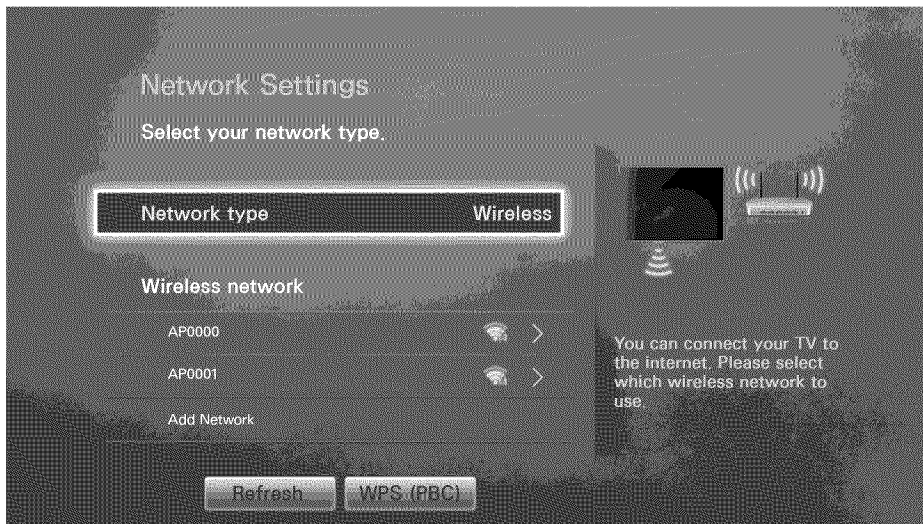 Network Settings
Select your network type.
Network type Wireless
Wireless network
AP0000
AP0001
Add Network
Refresh WPS (PBC)
You can connect your TV to
the internet. Please select
which wireless network to
use.